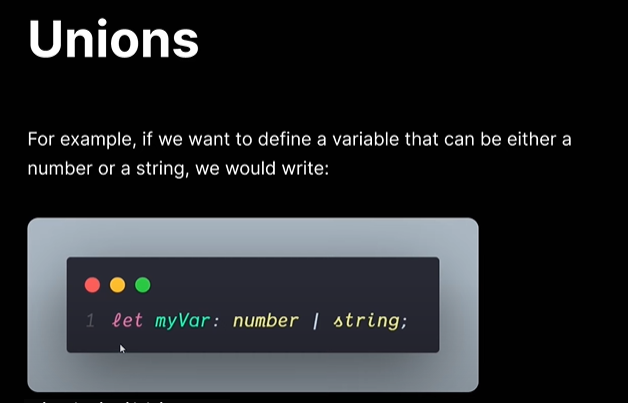 Unions
For example, if we want to define a variable that can be either a
number or a string, we would write:
1 let myVar: number | string;